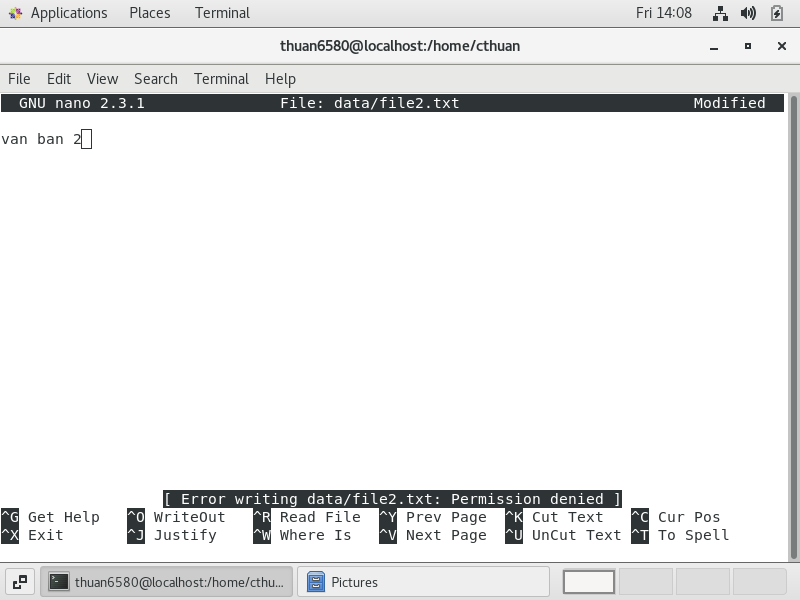 Applications Places Terminal Fri 14:08
thuan6580@localhost:/home/cthuan
File Edit View Search Terminal Help
GNU nano 2.3.1 File: data/file2.txt Modified
van ban 2
[ Error writing data/file2.txt: Permission denied ]
^G Get Help ^O WriteOut ^R Read File ^Y Prev Page ^K Cut Text ^C Cur Pos
^X Exit ^J Justify ^W Where Is ^V Next Page ^U UnCut Text ^T To Spell
thuan6580@localhost:/home/cthu... Pictures